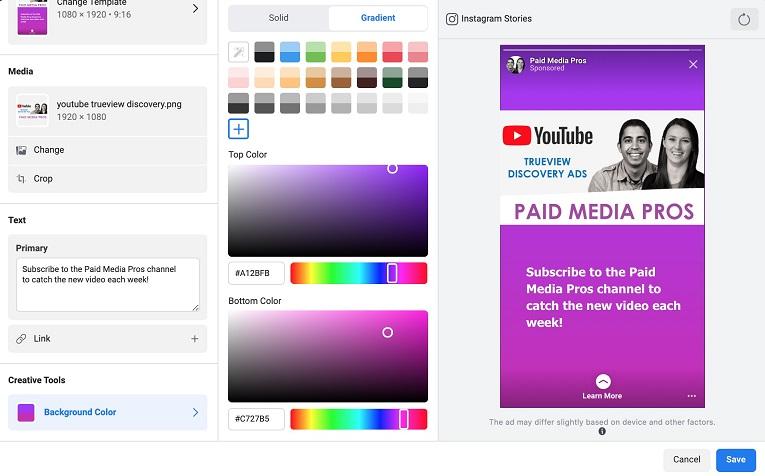 Change Template
1080 × 1920 • 9:16
Media
youtube trueview discovery.png
1920 × 1080
Change
Crop
Text
Primary
Subscribe to the Paid Media Pros channel
to catch the new video each week!
Link
Creative Tools
Background Color
Solid
Gradient
Top Color
#A12BFB
Bottom Color
#C727B5
Instagram Stories
Paid Media Pros
Sponsored
YouTube
TRUEVIEW
DISCOVERY ADS
PAID MEDIA PROS
Subscribe to the Paid
Media Pros channel to
catch the new video each
week!
Learn More
The ad may differ slightly based on device and other factors.
Cancel
Save